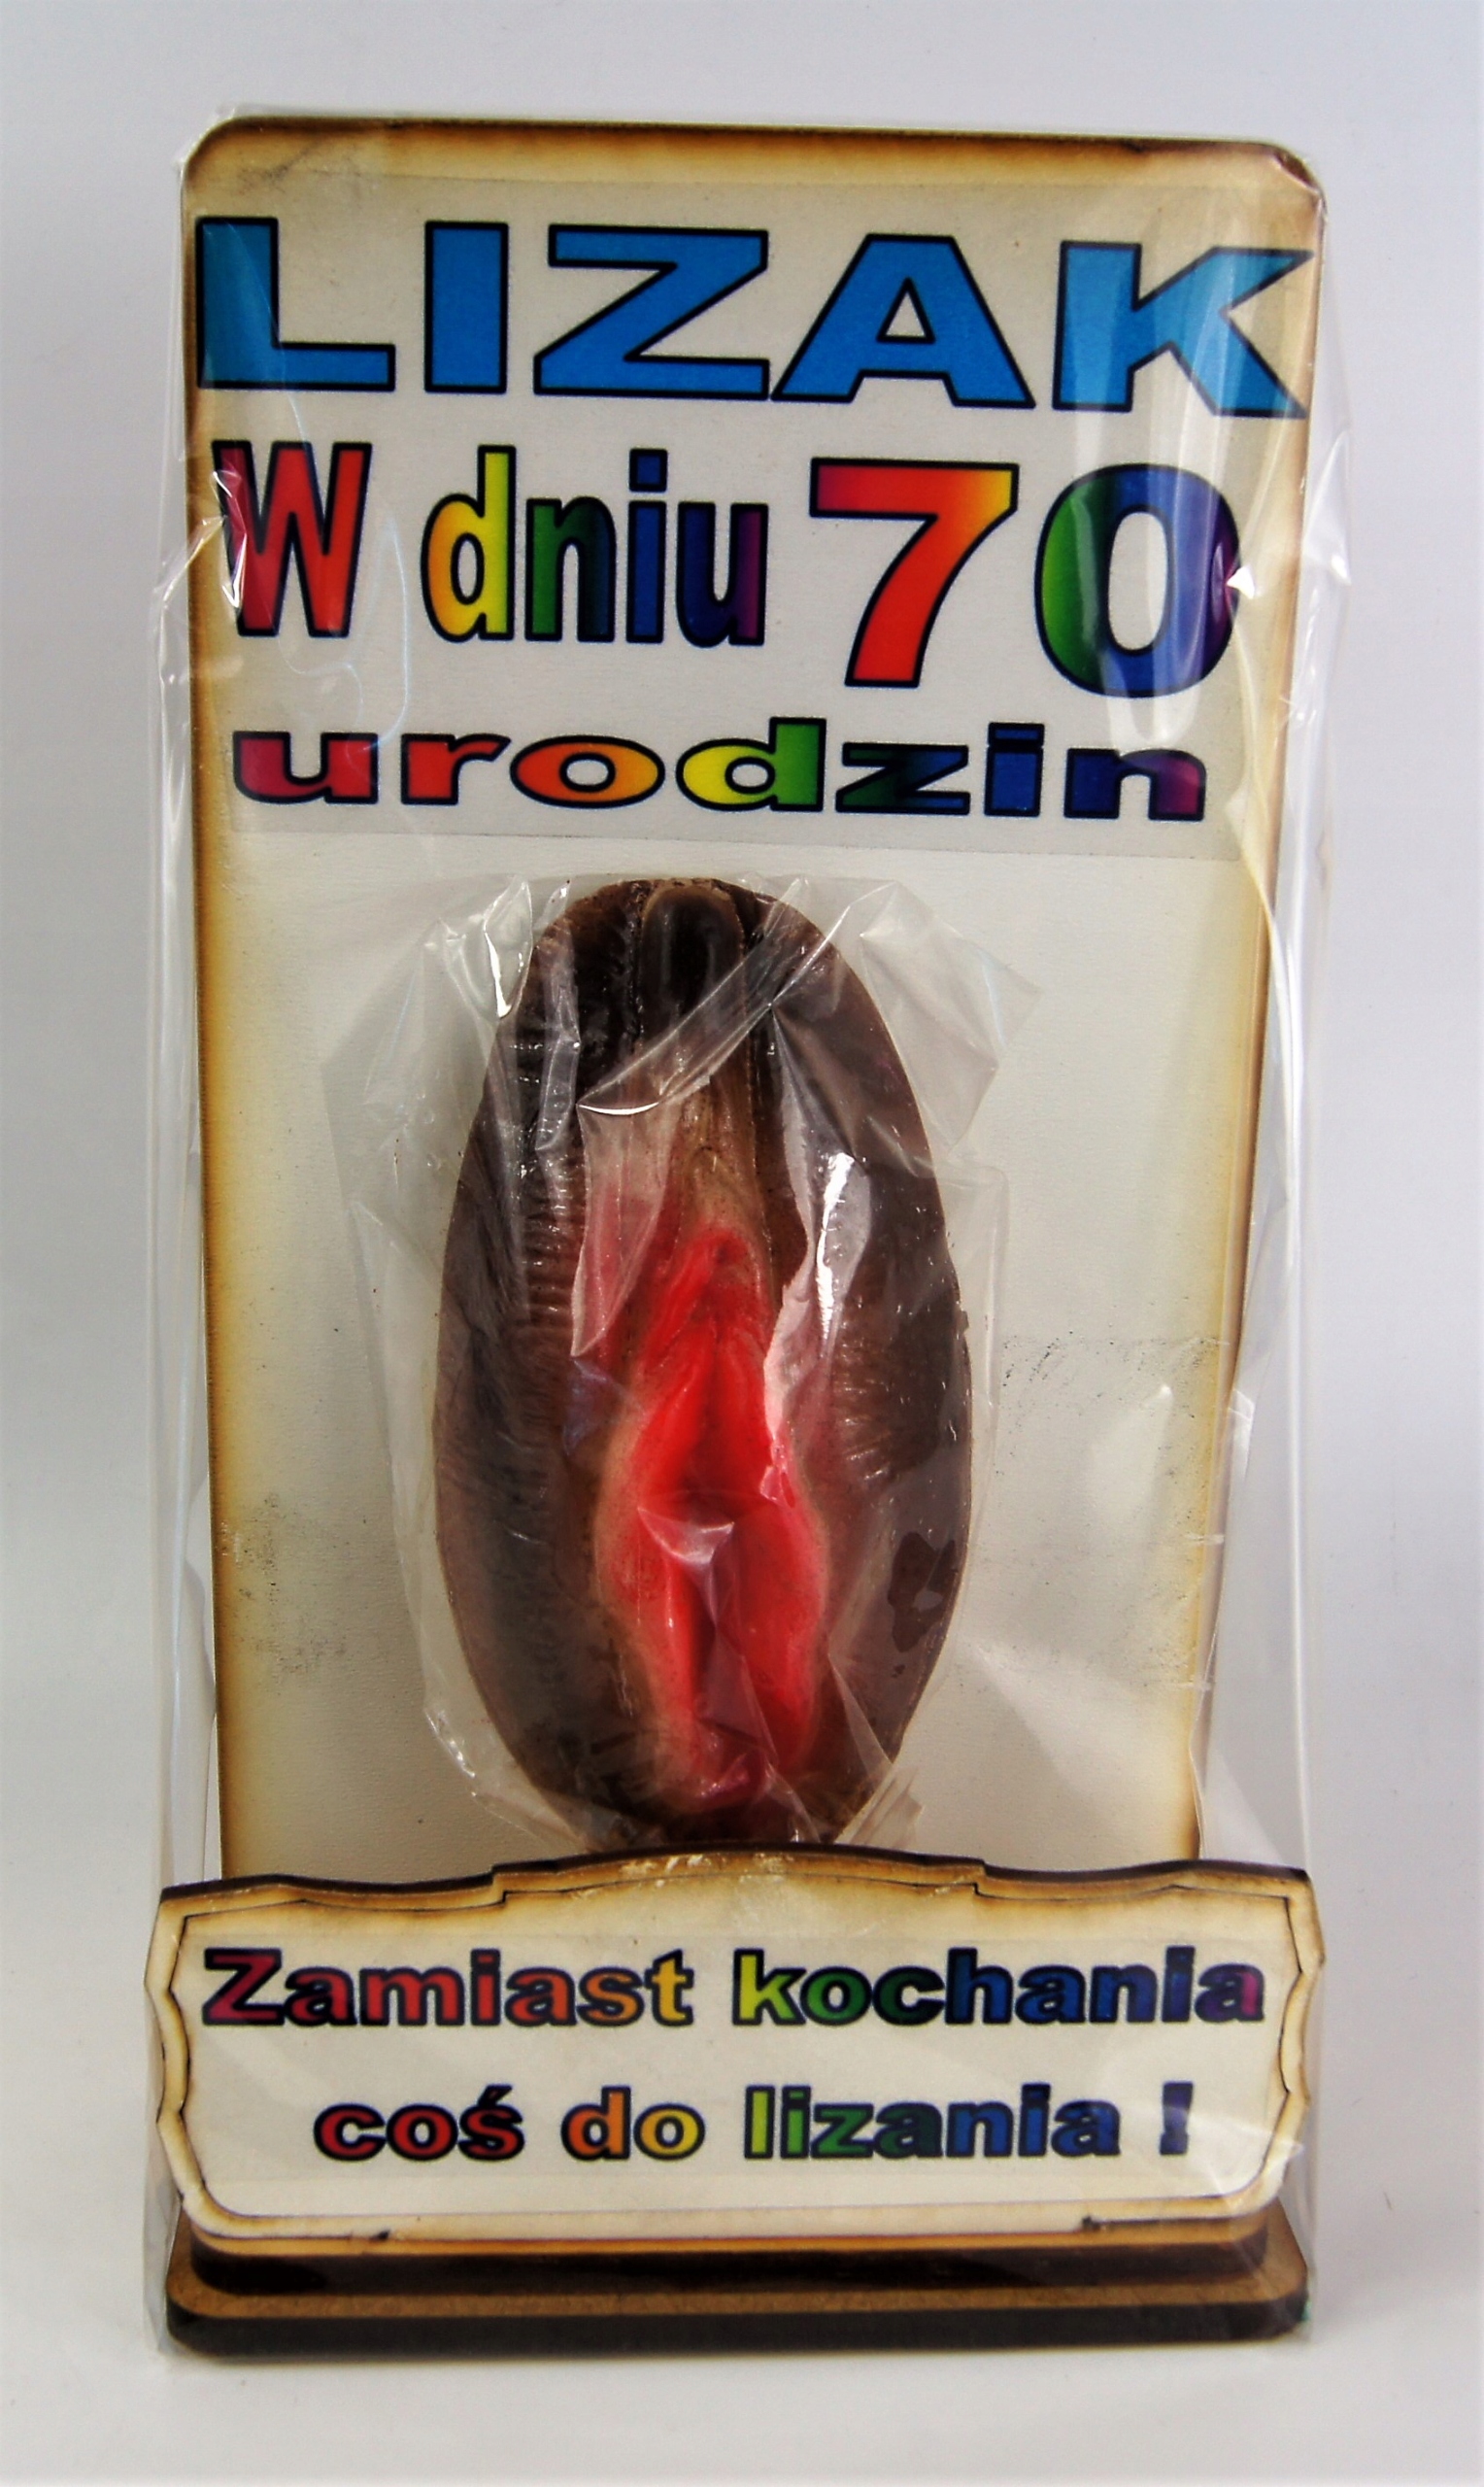 LIZAK
W dniu 70
urodzin
Zamiast kochania
coś do lizania !